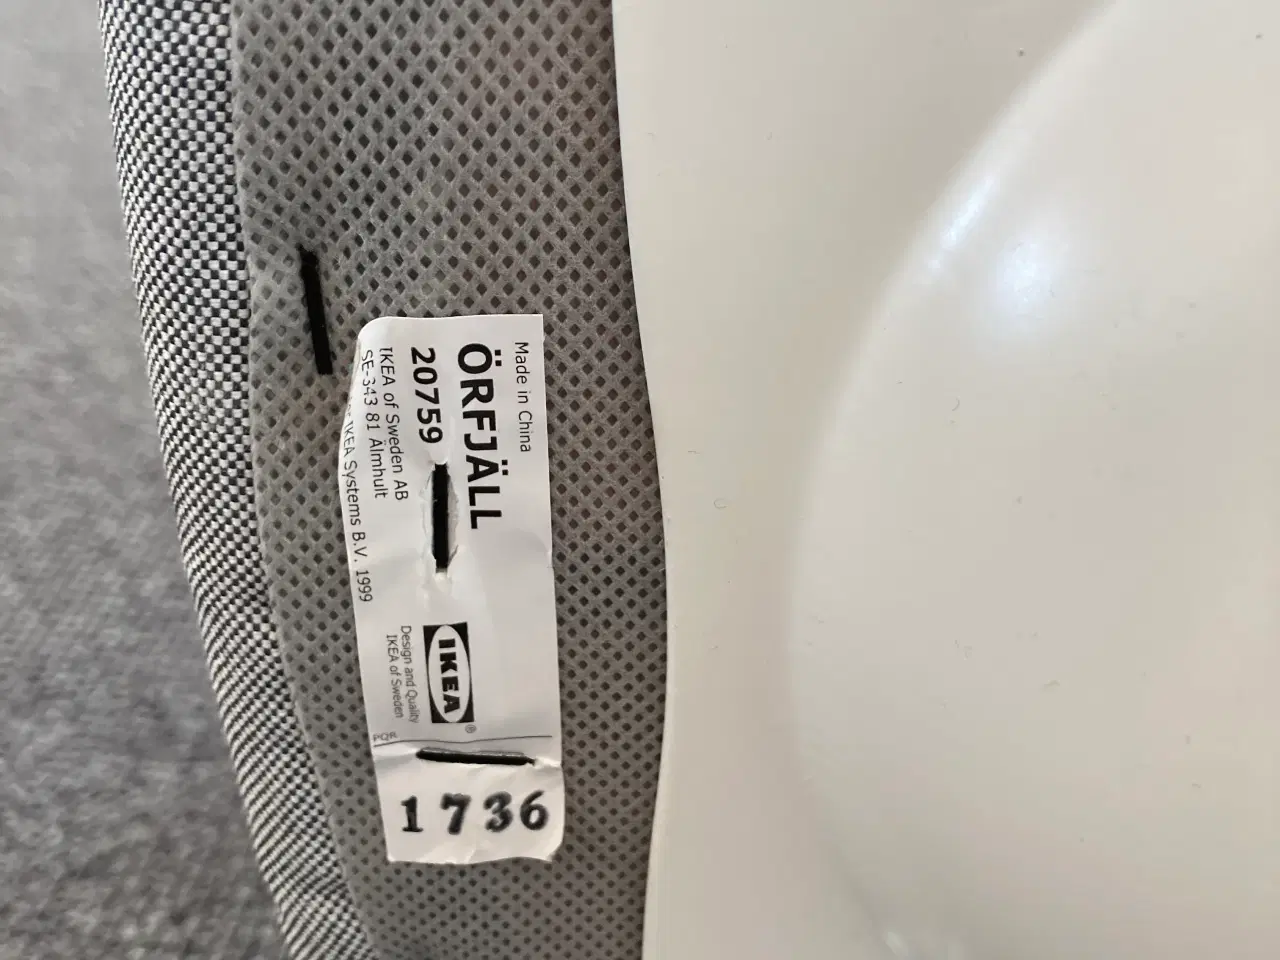 Made in China
ÖRFJÄLL
20759
IKEA of Sweden AB
SE-343 81 Älmhult
IKEA Systems B.V. 1999
IKEA®
Design and Quality
IKEA of Sweden
1736